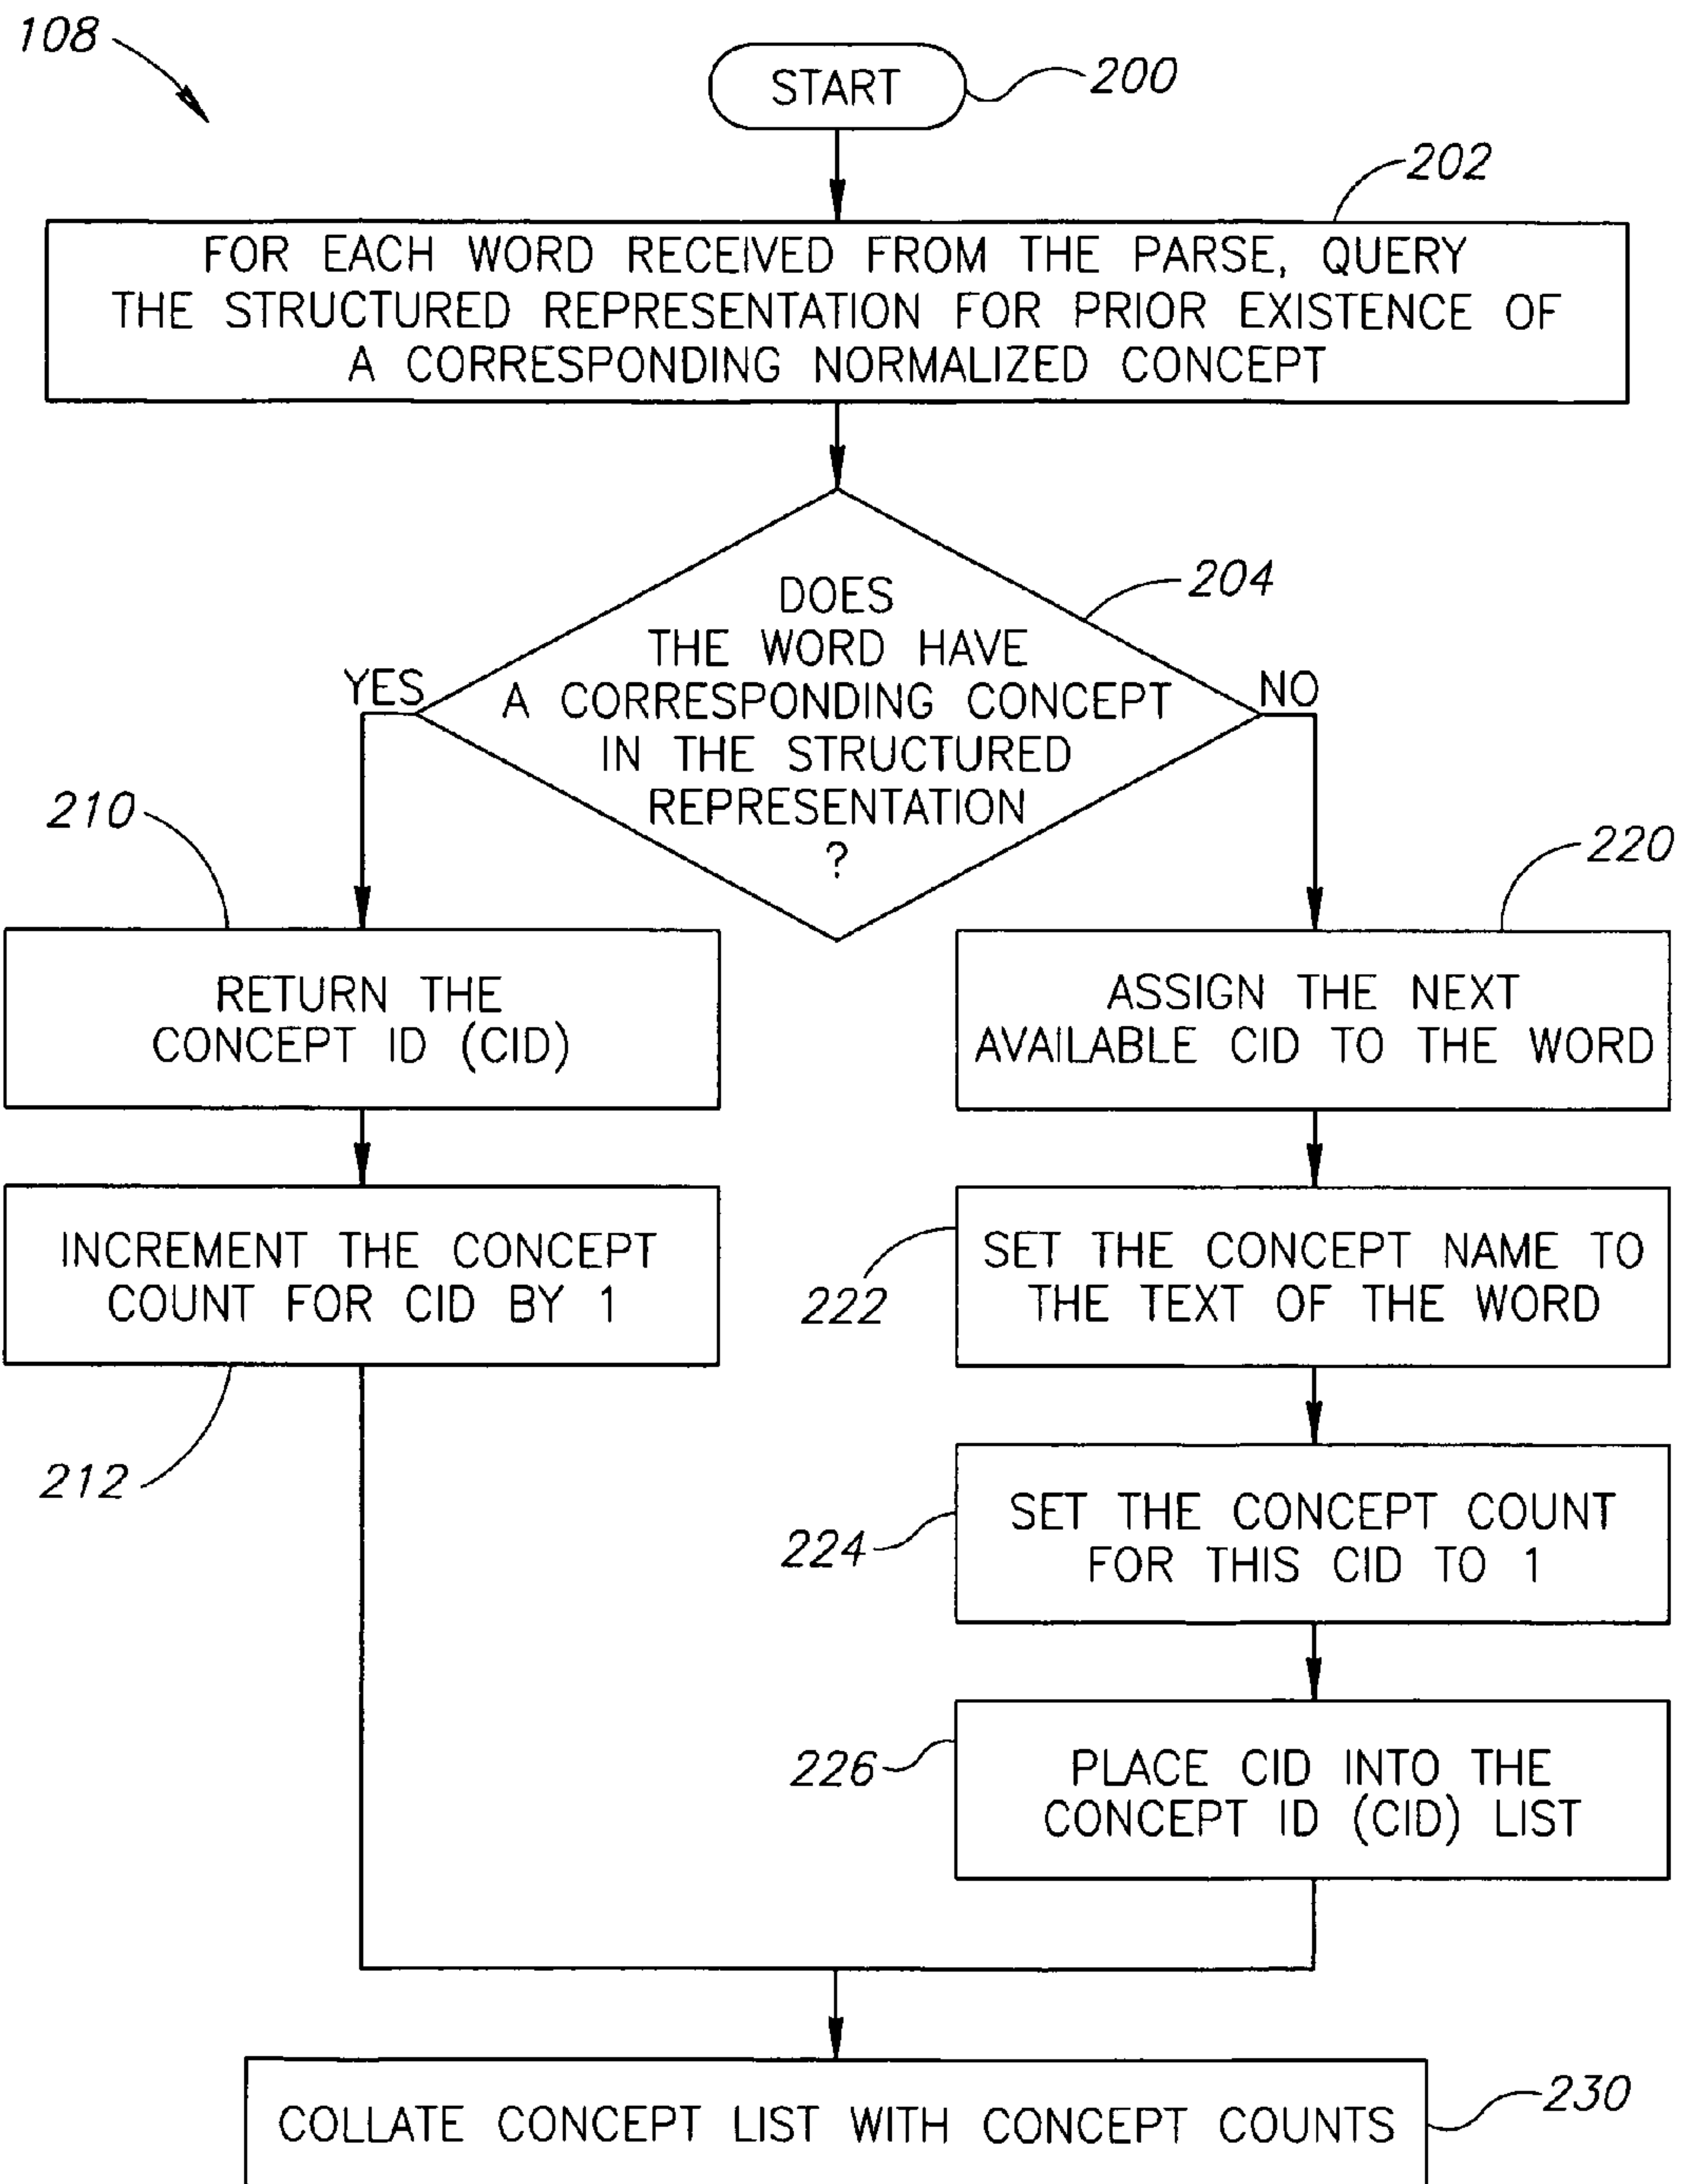 108
START
200
202
FOR EACH WORD RECEIVED FROM THE PARSE, QUERY
THE STRUCTURED REPRESENTATION FOR PRIOR EXISTENCE OF
A CORRESPONDING NORMALIZED CONCEPT
204
DOES
THE WORD HAVE
A CORRESPONDING CONCEPT
IN THE STRUCTURED
REPRESENTATION
?
YES
NO
210
RETURN THE
CONCEPT ID (CID)
INCREMENT THE CONCEPT
COUNT FOR CID BY 1
212
220
ASSIGN THE NEXT
AVAILABLE CID TO THE WORD
222
SET THE CONCEPT NAME TO
THE TEXT OF THE WORD
224
SET THE CONCEPT COUNT
FOR THIS CID TO 1
226
PLACE CID INTO THE
CONCEPT ID (CID) LIST
230
COLLATE CONCEPT LIST WITH CONCEPT COUNTS